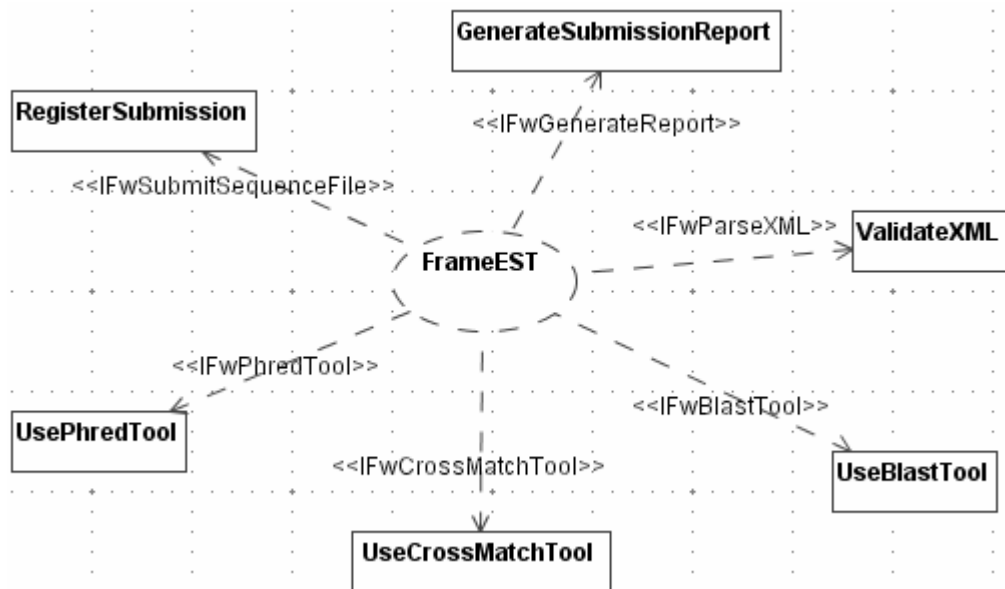 GenerateSubmissionReport
RegisterSubmission
<<IFwGenerateReport>>
<<IFwSubmitSequenceFile>>
<<IFwParseXML>>
ValidateXML
FrameEST
<<IFwPhredTool>>
<<IFwBlastTool>>
UsePhredTool
<<IFwCrossMatchTool>>
UseBlastTool
UseCrossMatchTool